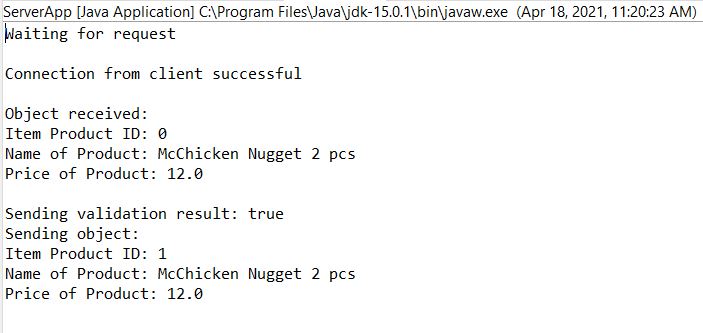 ServerApp [Java Application] C:\Program Files\Java\jdk-15.0.1\bin\javaw.exe (Apr 18, 2021, 11:20:23 AM)
Waiting for request
Connection from client successful
Object received:
Item Product ID: 0
Name of Product: McChicken Nugget 2 pcs
Price of Product: 12.0
Sending validation result: true
Sending object:
Item Product ID: 1
Name of Product: McChicken Nugget 2 pcs
Price of Product: 12.0